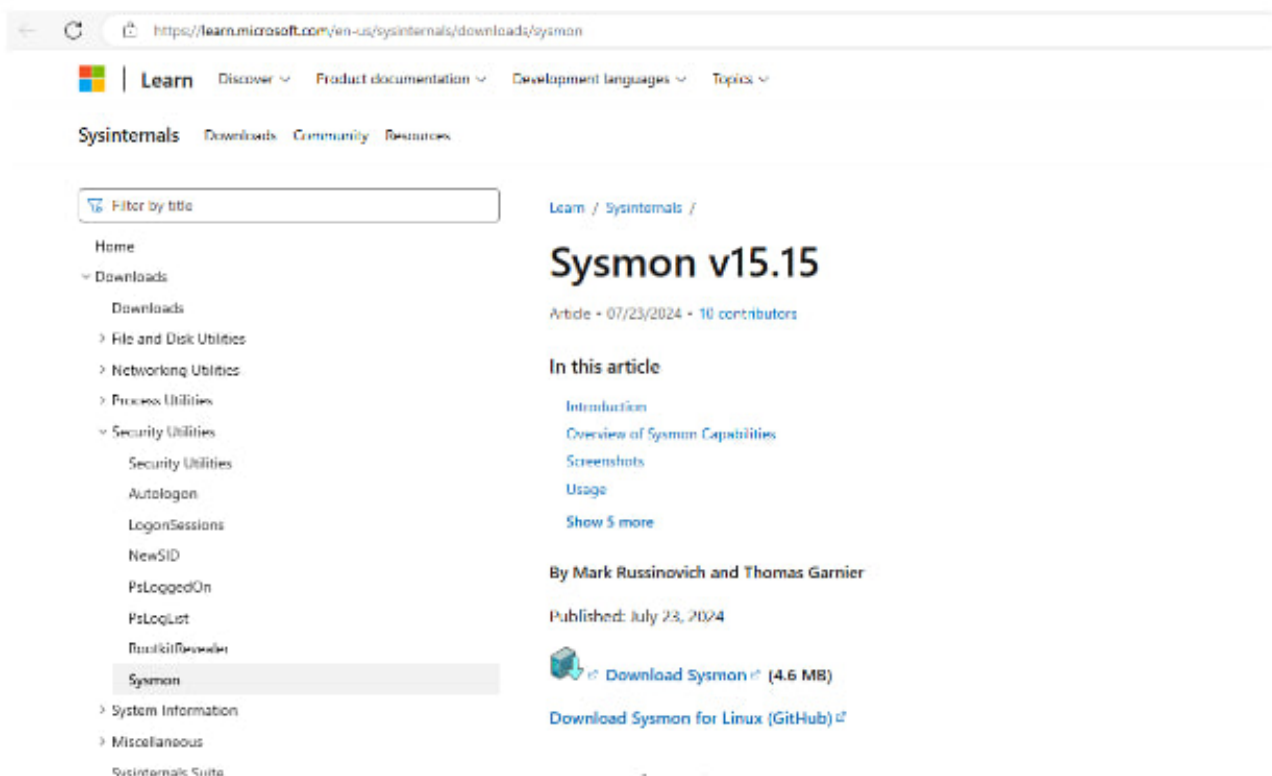 https://learn.microsoft.com/en-us/sysinternals/downloads/sysmon
Learn Discover Product documentation Development languages Topics
Sysinternals Downloads Community Resources
Filter by title
Home
Downloads
Downloads
File and Disk Utilities
Networking Utilities
Process Utilities
Security Utilities
Security Utilities
Autologon
LogonSessions
NewSID
PsLoggedOn
PsLogList
RootkitRevealer
Sysmon
System Information
Miscellaneous
Sysinternals Suite
Learn / Sysinternals /
Sysmon v15.15
Article • 07/23/2024 • 10 contributors
In this article
Introduction
Overview of Sysmon Capabilities
Screenshots
Usage
Show 5 more
By Mark Russinovich and Thomas Garnier
Published: July 23, 2024
Download Sysmon (4.6 MB)
Download Sysmon for Linux (GitHub)